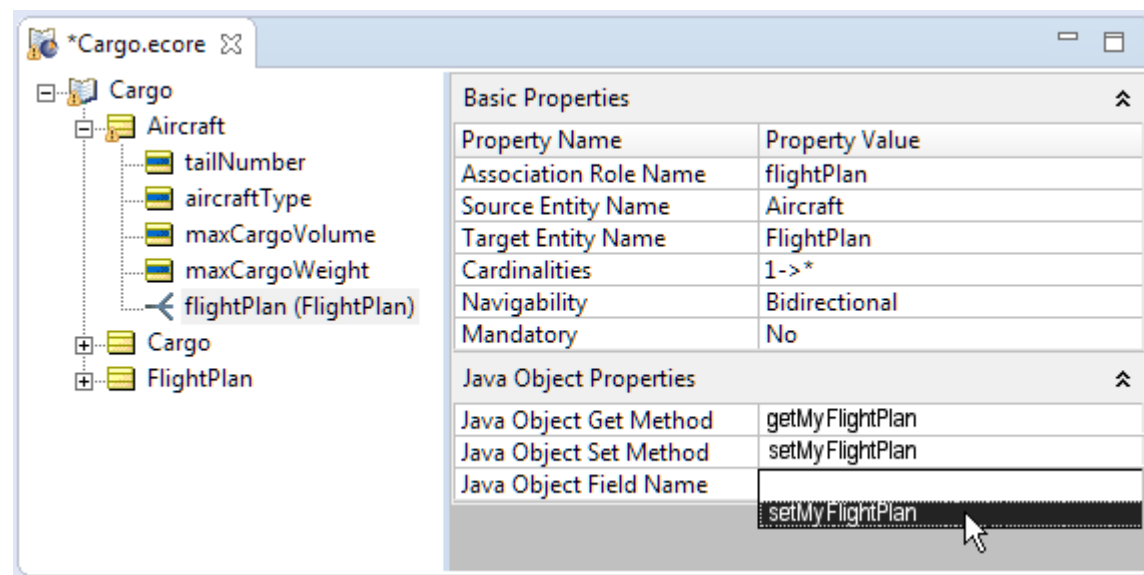 *Cargo.ecore
Cargo
Aircraft
tailNumber
aircraftType
maxCargoVolume
maxCargoWeight
flightPlan (FlightPlan)
Cargo
FlightPlan
Basic Properties
Property Name Property Value
Association Role Name flightPlan
Source Entity Name Aircraft
Target Entity Name FlightPlan
Cardinalities 1->*
Navigability Bidirectional
Mandatory No
Java Object Properties
Java Object Get Method getMyFlightPlan
Java Object Set Method setMyFlightPlan
Java Object Field Name
setMyFlightPlan